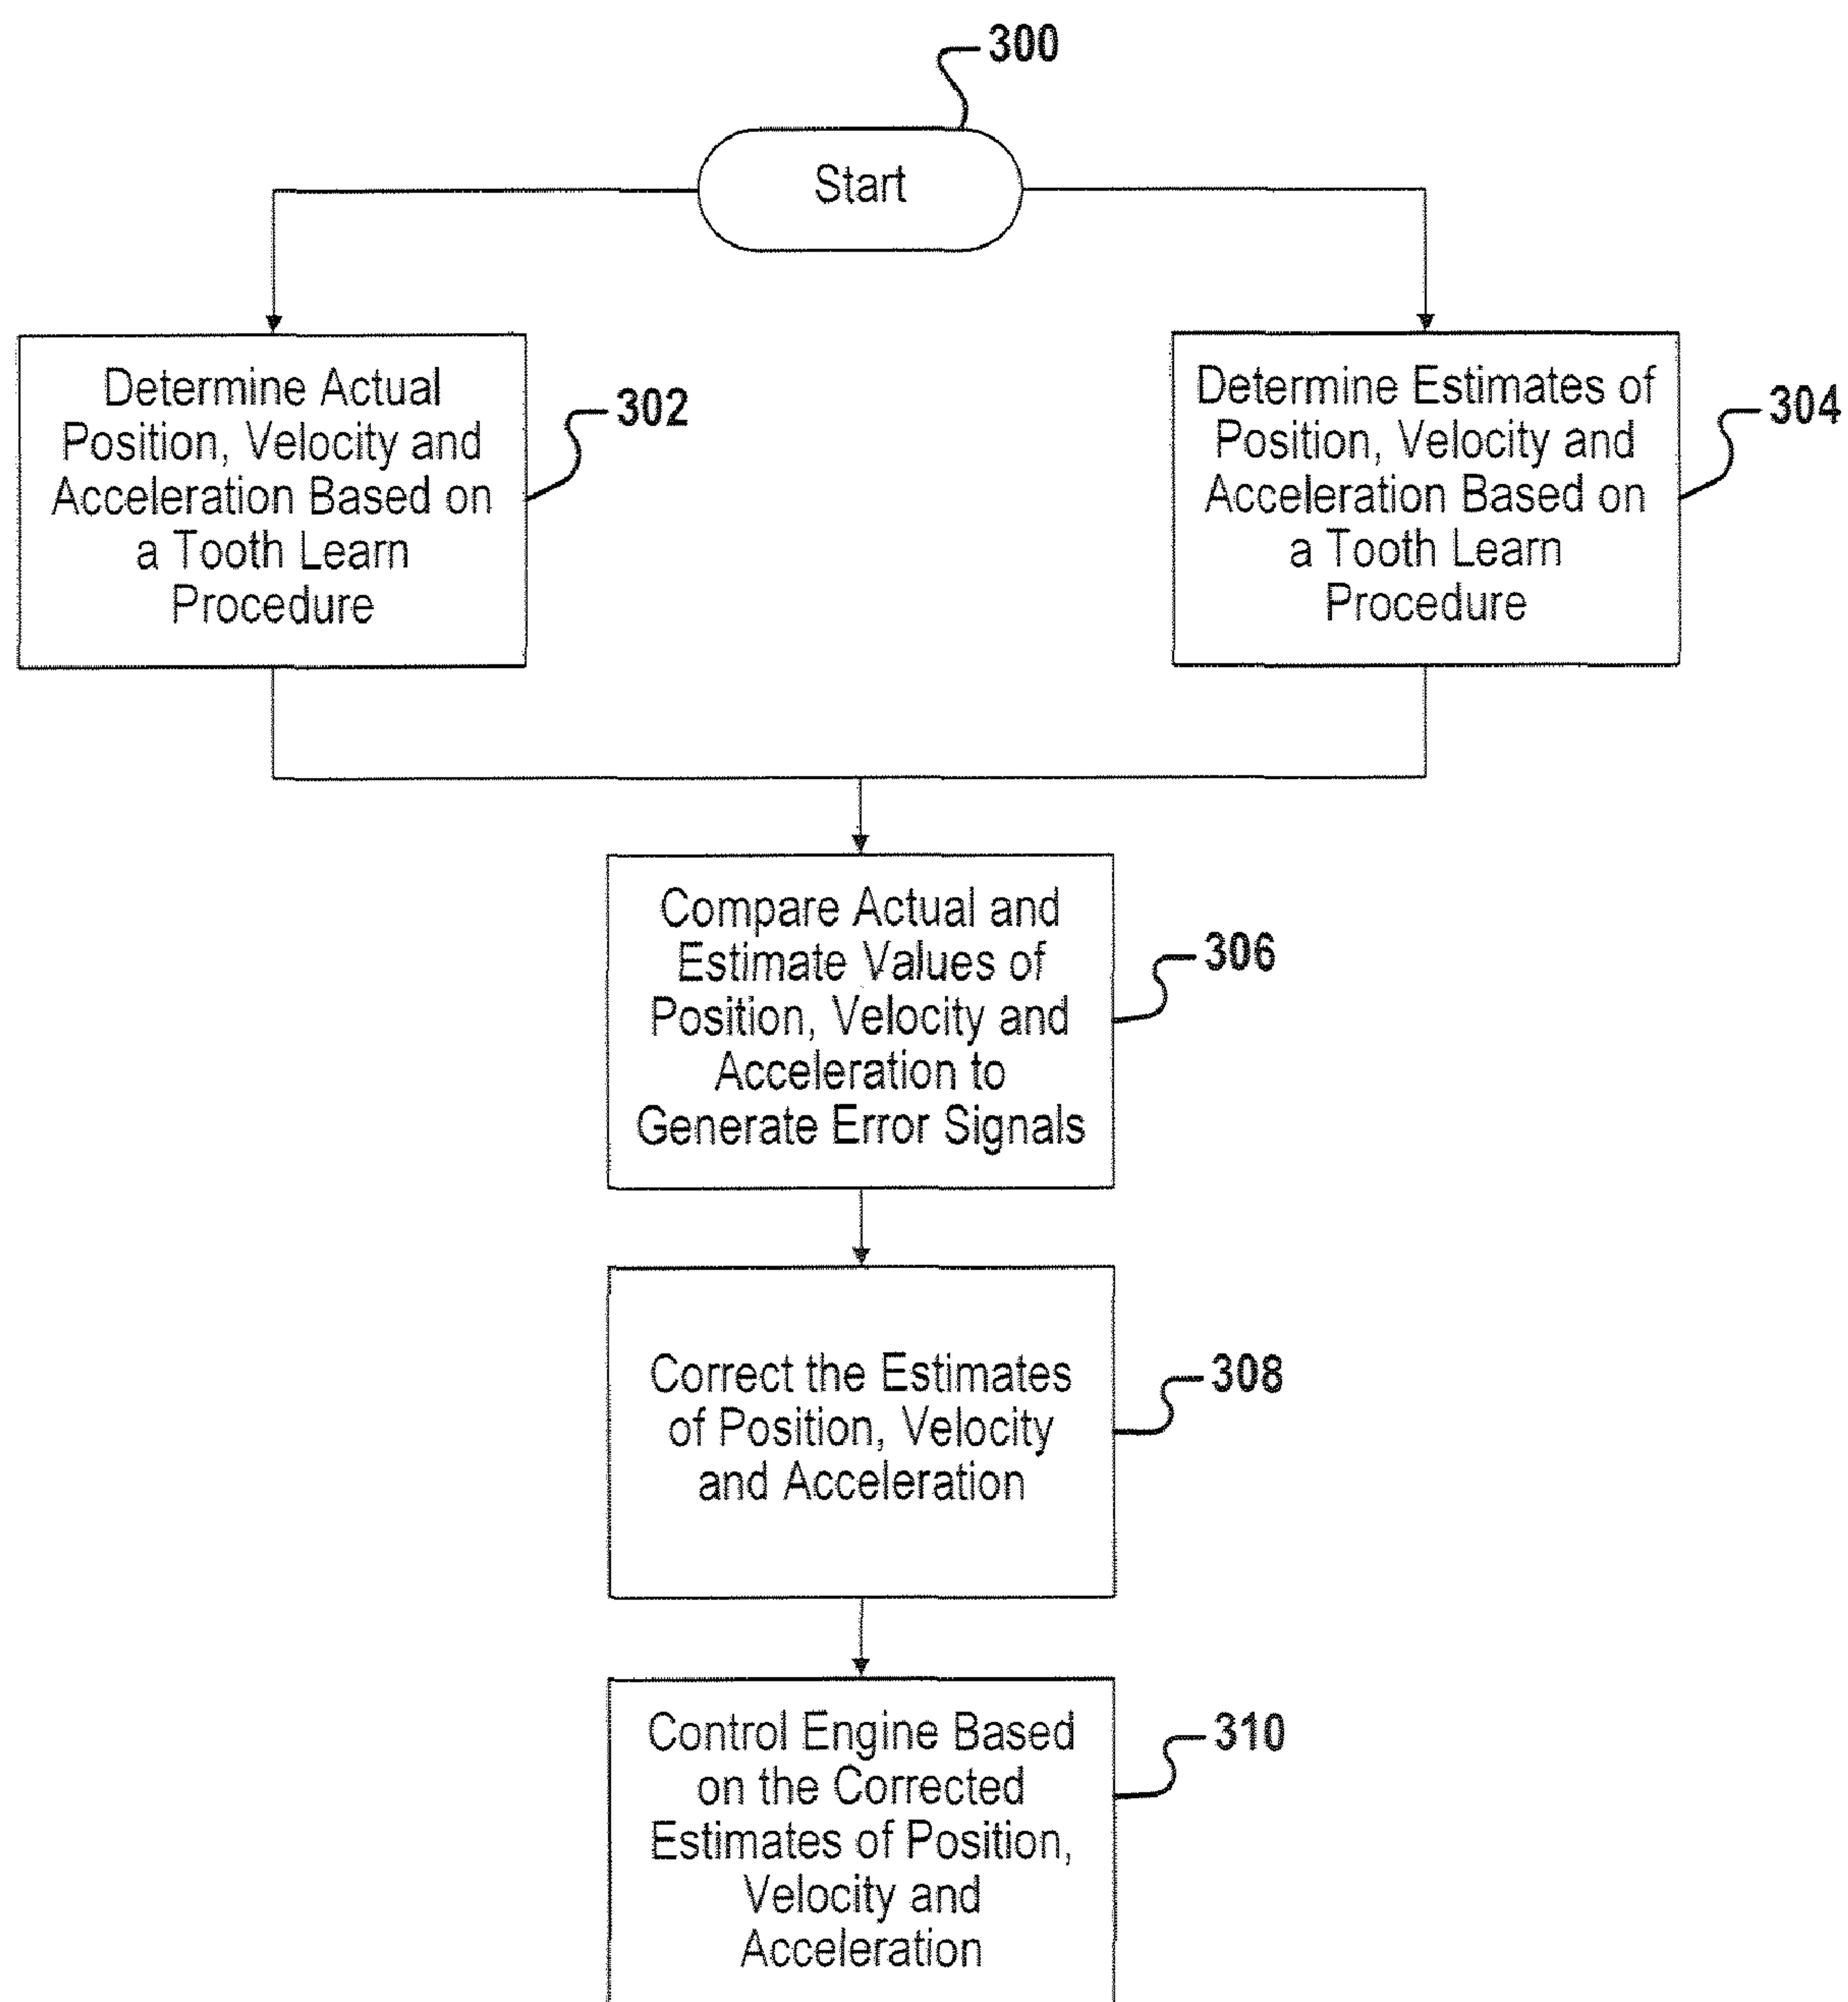 300
Start
Determine Actual
Position, Velocity and
Acceleration Based on
a Tooth Learn
Procedure
302
Determine Estimates of
Position, Velocity and
Acceleration Based on
a Tooth Learn
Procedure
304
Compare Actual and
Estimate Values of
Position, Velocity and
Acceleration to
Generate Error Signals
306
Correct the Estimates
of Position, Velocity
and Acceleration
308
Control Engine Based
on the Corrected
Estimates of Position,
Velocity and
Acceleration
310